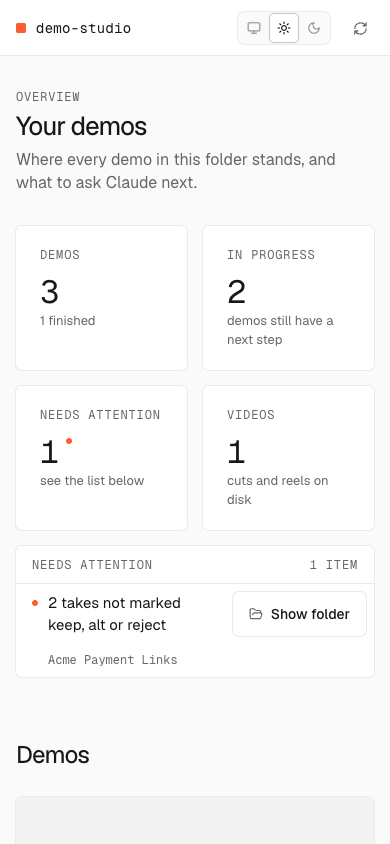 demo-studio
OVERVIEW
Your demos
Where every demo in this folder stands, and
what to ask Claude next.
DEMOS
3
1 finished
IN PROGRESS
2
demos still have a
next step
NEEDS ATTENTION
1
see the list below
VIDEOS
1
cuts and reels on
disk
NEEDS ATTENTION
1 ITEM
2 takes not marked
keep, alt or reject
Show folder
Acme Payment Links
Demos